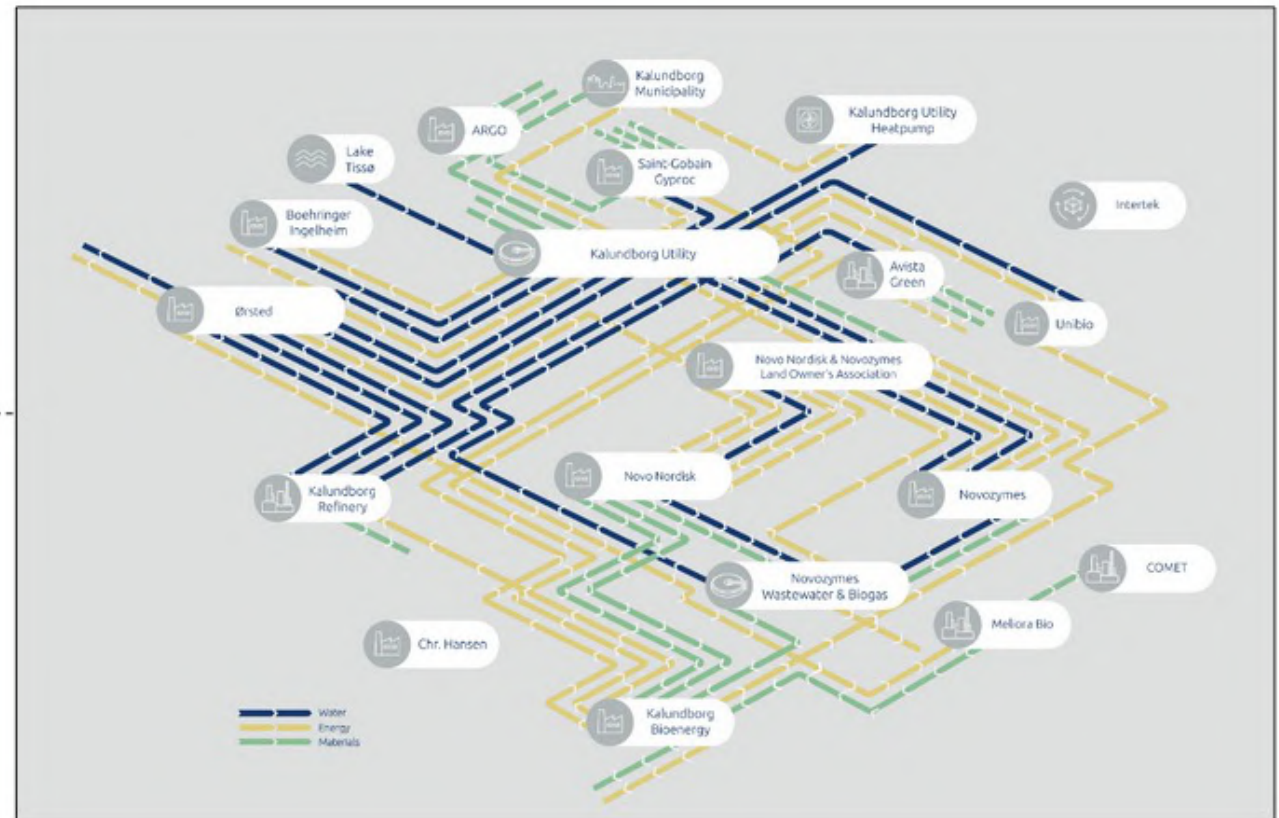 Kalundborg
Municipality
ARGO
Kalundborg Utility
Heatpump
Lake
Tissø
Saint-Gobain
Gyproc
Intertek
Boehringer
Ingelheim
Kalundborg Utility
Avista
Green
Ørsted
Unibio
Novo Nordisk & Novozymes
Land Owner's Association
Novo Nordisk
Kalundborg
Refinery
Novozymes
COMET
Novozymes
Wastewater & Biogas
Meliora Bio
Chr. Hansen
Kalundborg
Bioenergy
Water
Energy
Materials